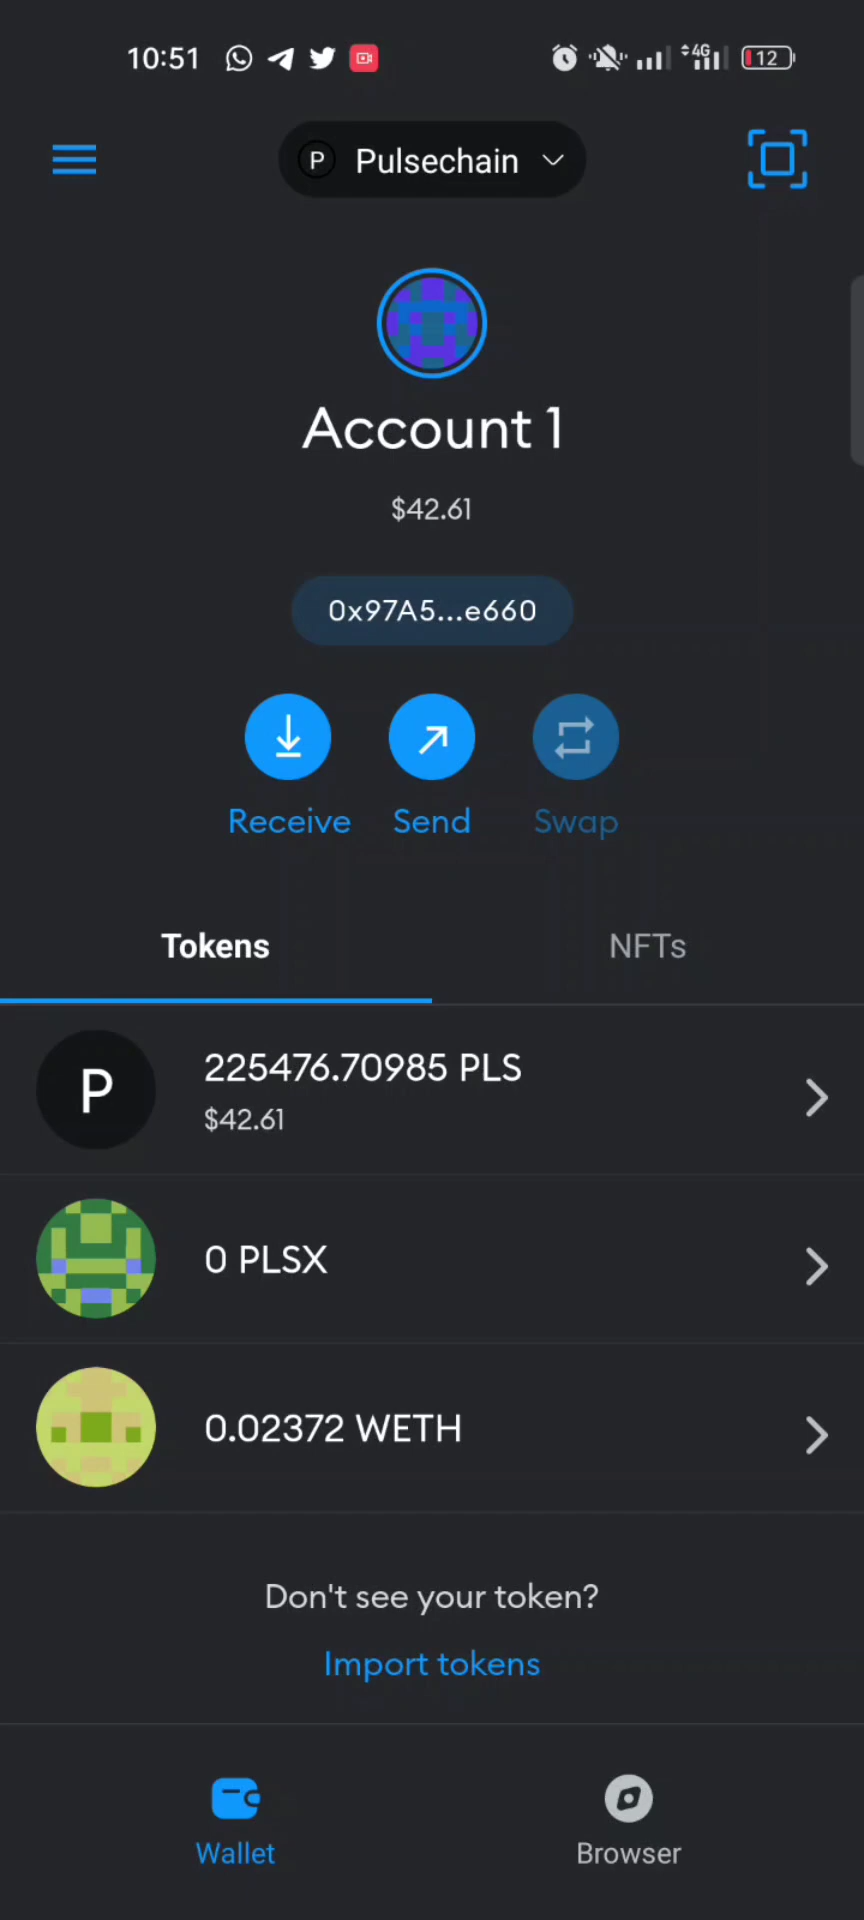 10:51 4G 12
P Pulsechain
Account 1
$42.61
0x97A5...e660
Receive Send Swap
Tokens NFTs
P 225476.70985 PLS
$42.61
0 PLSX
0.02372 WETH
Don't see your token?
Import tokens
Wallet Browser